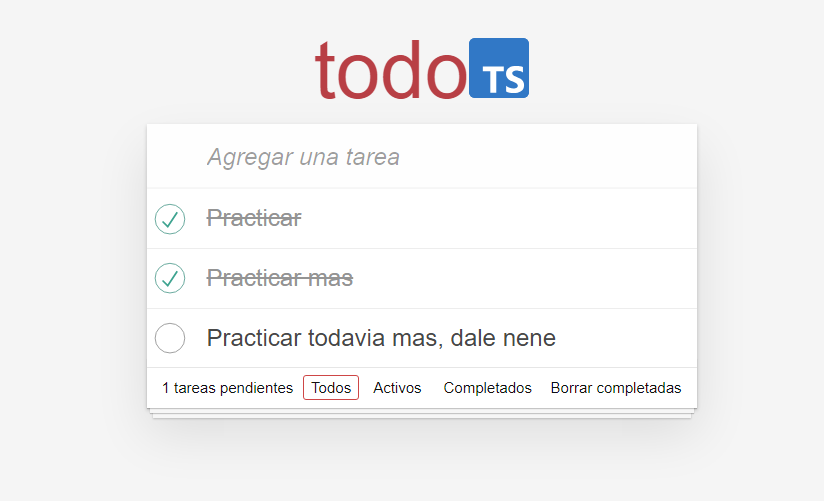 todo TS
Agregar una tarea
Practicar
Practicar mas
Practicar todavia mas, dale nene
1 tareas pendientes Todos Activos Completados Borrar completadas